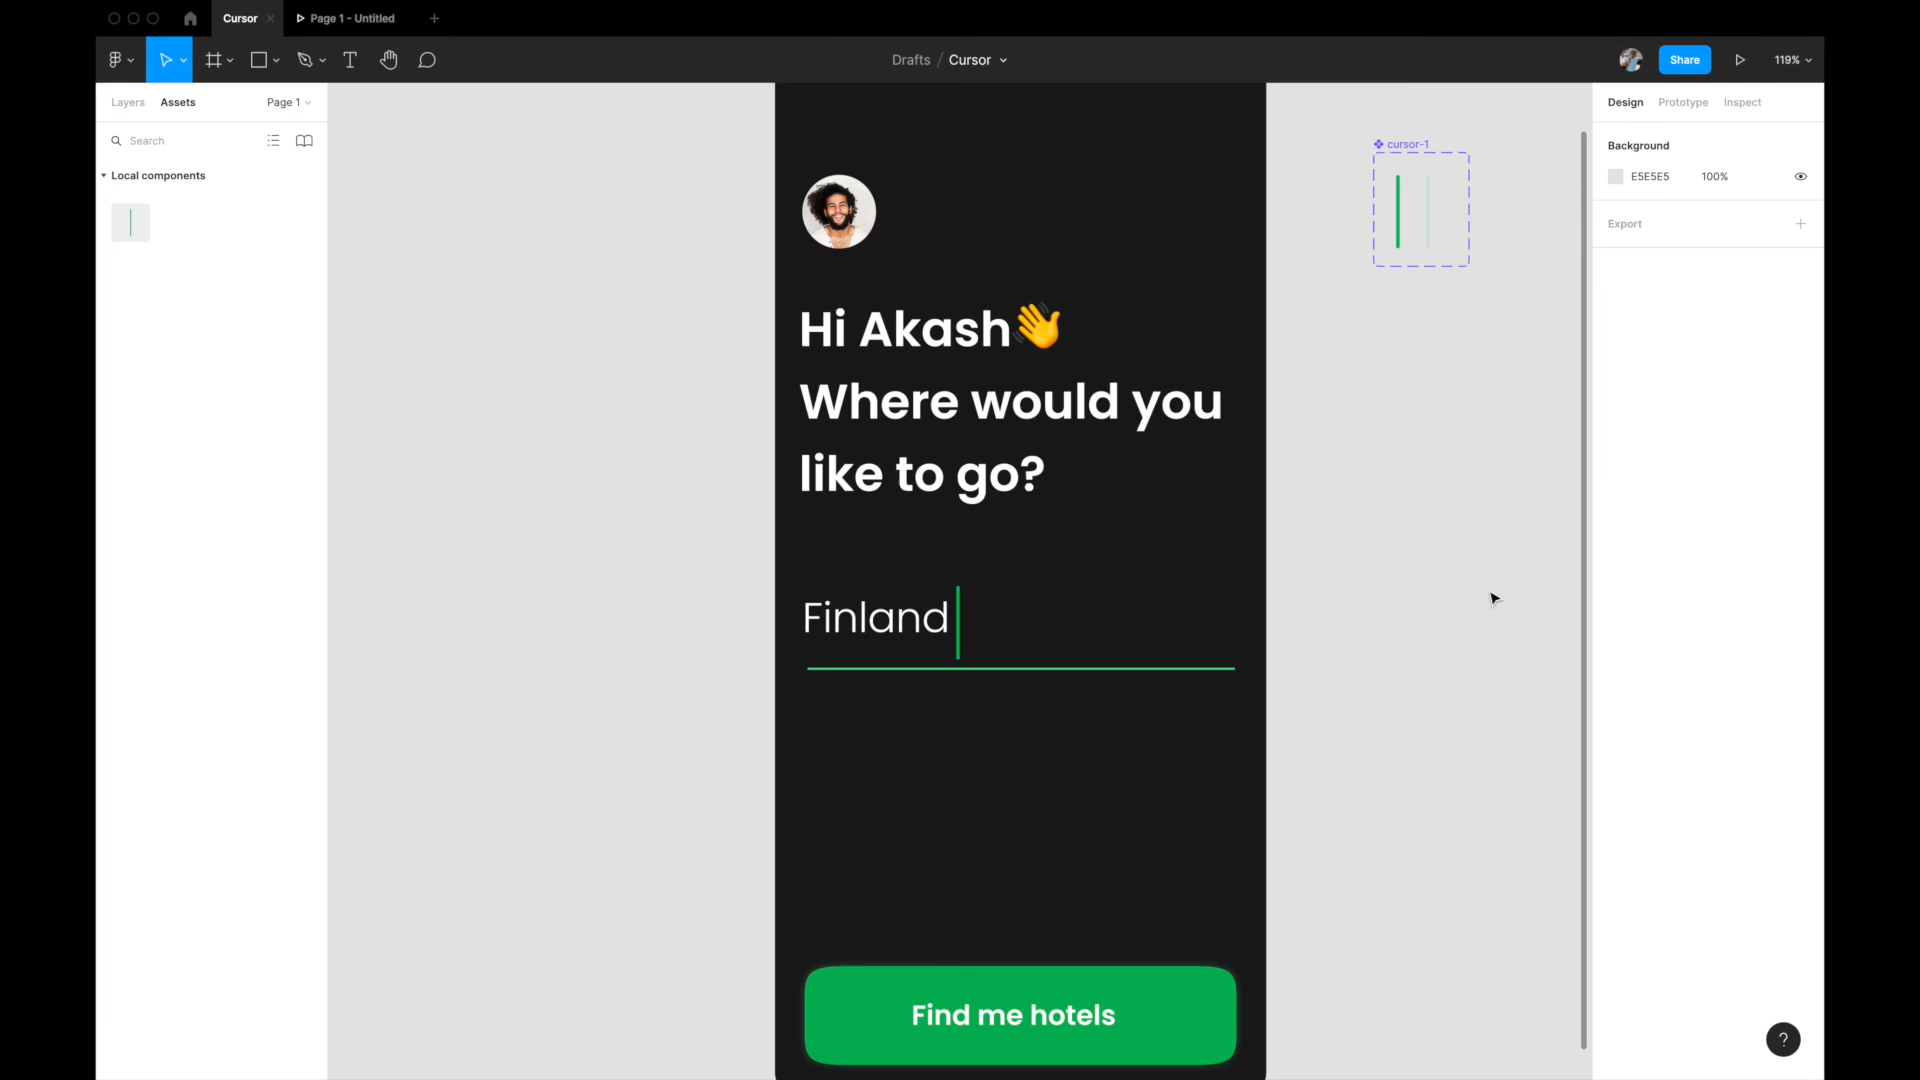 Cursor
Page 1 - Untitled
Drafts / Cursor
Share
119%
Layers
Assets
Page 1
Search
Local components
cursor-1
Hi Akash👋
Where would you
like to go?
Finland
Find me hotels
Design
Prototype
Inspect
Background
E5E5E5
100%
Export
?